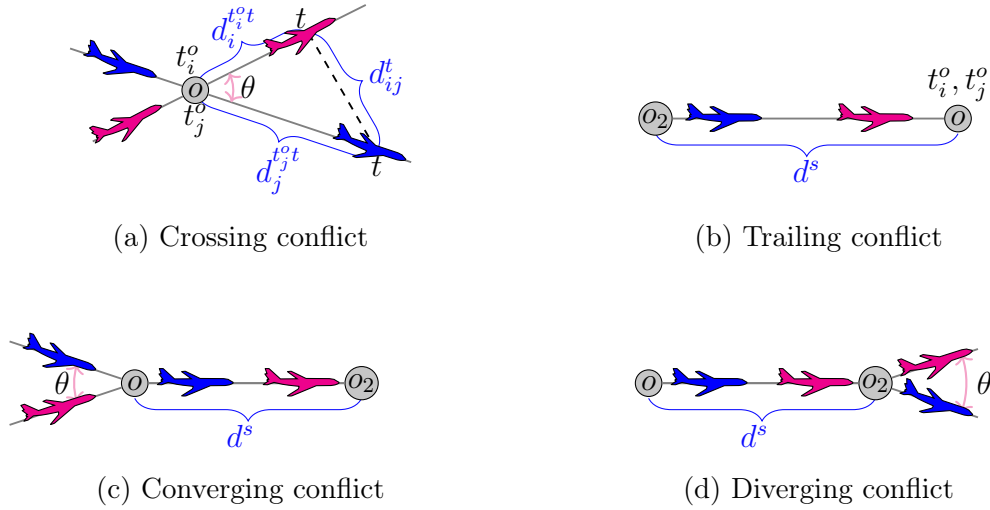 d_i^{t_i^o t}
t
t_i^o
o
θ
t_j^o
d_{ij}^t
d_j^{t_j^o t}
t
(a) Crossing conflict
t_i^o, t_j^o
o_2
o
d^s
(b) Trailing conflict
θ
o
o_2
d^s
(c) Converging conflict
o
o_2
θ
d^s
(d) Diverging conflict